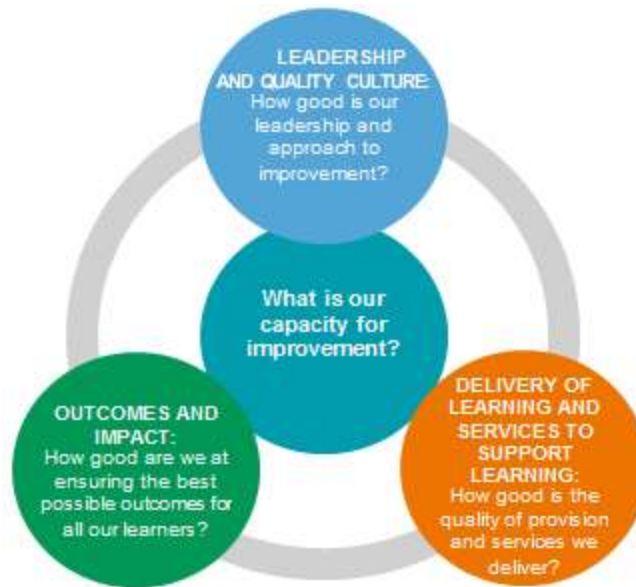 LEADERSHIP
AND QUALITY CULTURE:
How good is our
leadership and
approach to
improvement?
What is our
capacity for
improvement?
OUTCOMES AND
IMPACT:
How good are we at
ensuring the best
possible outcomes for
all our learners?
DELIVERY OF
LEARNING AND
SERVICES TO
SUPPORT
LEARNING:
How good is the
quality of provision
and services we
deliver?